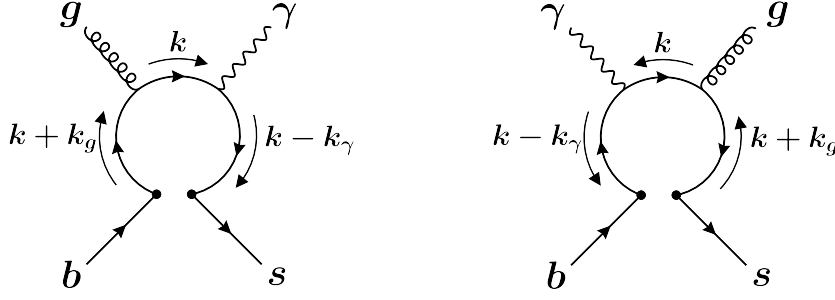 g γ γ g
k k
k + k_g k − k_γ k − k_γ k + k_g
b s b s